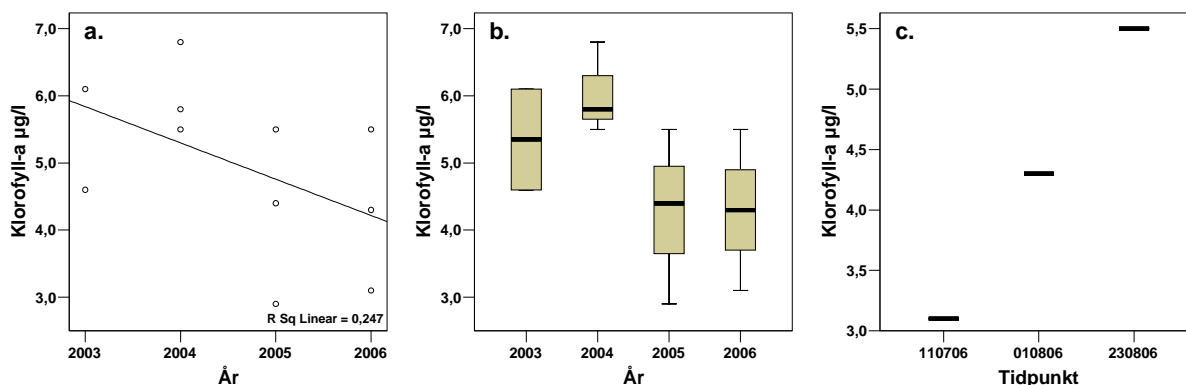 a.
Klorofyll-a µg/l
7,0
6,0
5,0
4,0
3,0
R Sq Linear = 0,247
2003 2004 2005 2006
År
b.
Klorofyll-a µg/l
7,0
6,0
5,0
4,0
3,0
2003 2004 2005 2006
År
c.
Klorofyll-a µg/l
5,5
5,0
4,5
4,0
3,5
3,0
110706 010806 230806
Tidpunkt